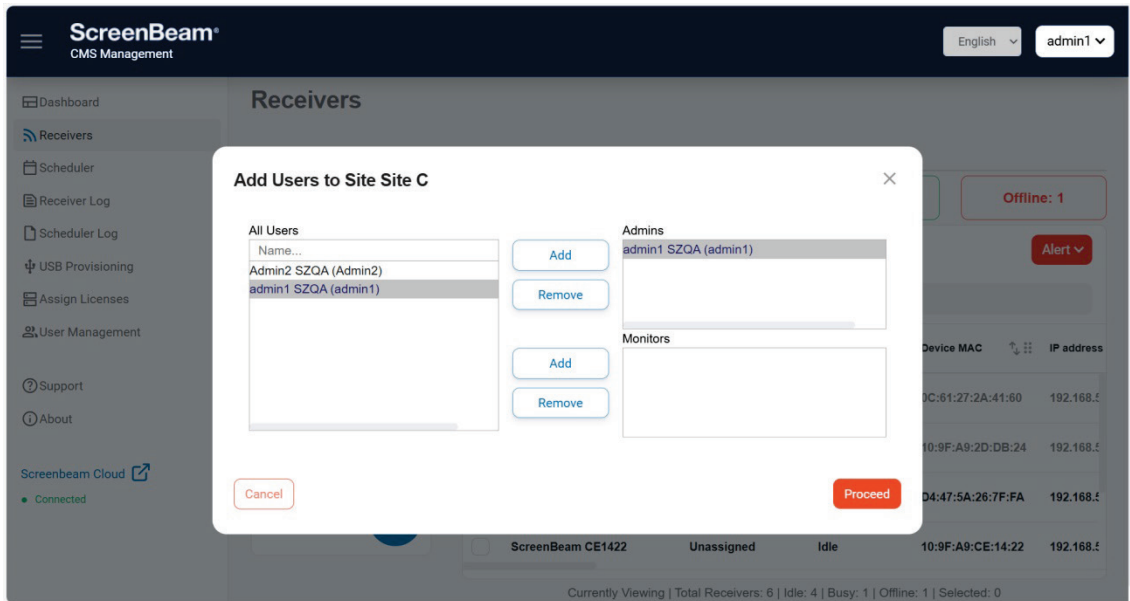 ScreenBeam®
CMS Management
English
admin1
Dashboard
Receivers
Scheduler
Receiver Log
Scheduler Log
USB Provisioning
Assign Licenses
User Management
Support
About
Screenbeam Cloud
Connected
Receivers
Offline: 1
Alert
Add Users to Site Site C
All Users
Name...
Admin2 SZQA (Admin2)
admin1 SZQA (admin1)
Add
Remove
Admins
admin1 SZQA (admin1)
Add
Remove
Monitors
Cancel
Proceed
Device MAC IP address
0C:61:27:2A:41:60 192.168.5
10:9F:A9:2D:DB:24 192.168.5
D4:47:5A:26:7F:FA 192.168.5
ScreenBeam CE1422 Unassigned Idle 10:9F:A9:CE:14:22 192.168.5
Currently Viewing | Total Receivers: 6 | Idle: 4 | Busy: 1 | Offline: 1 | Selected: 0